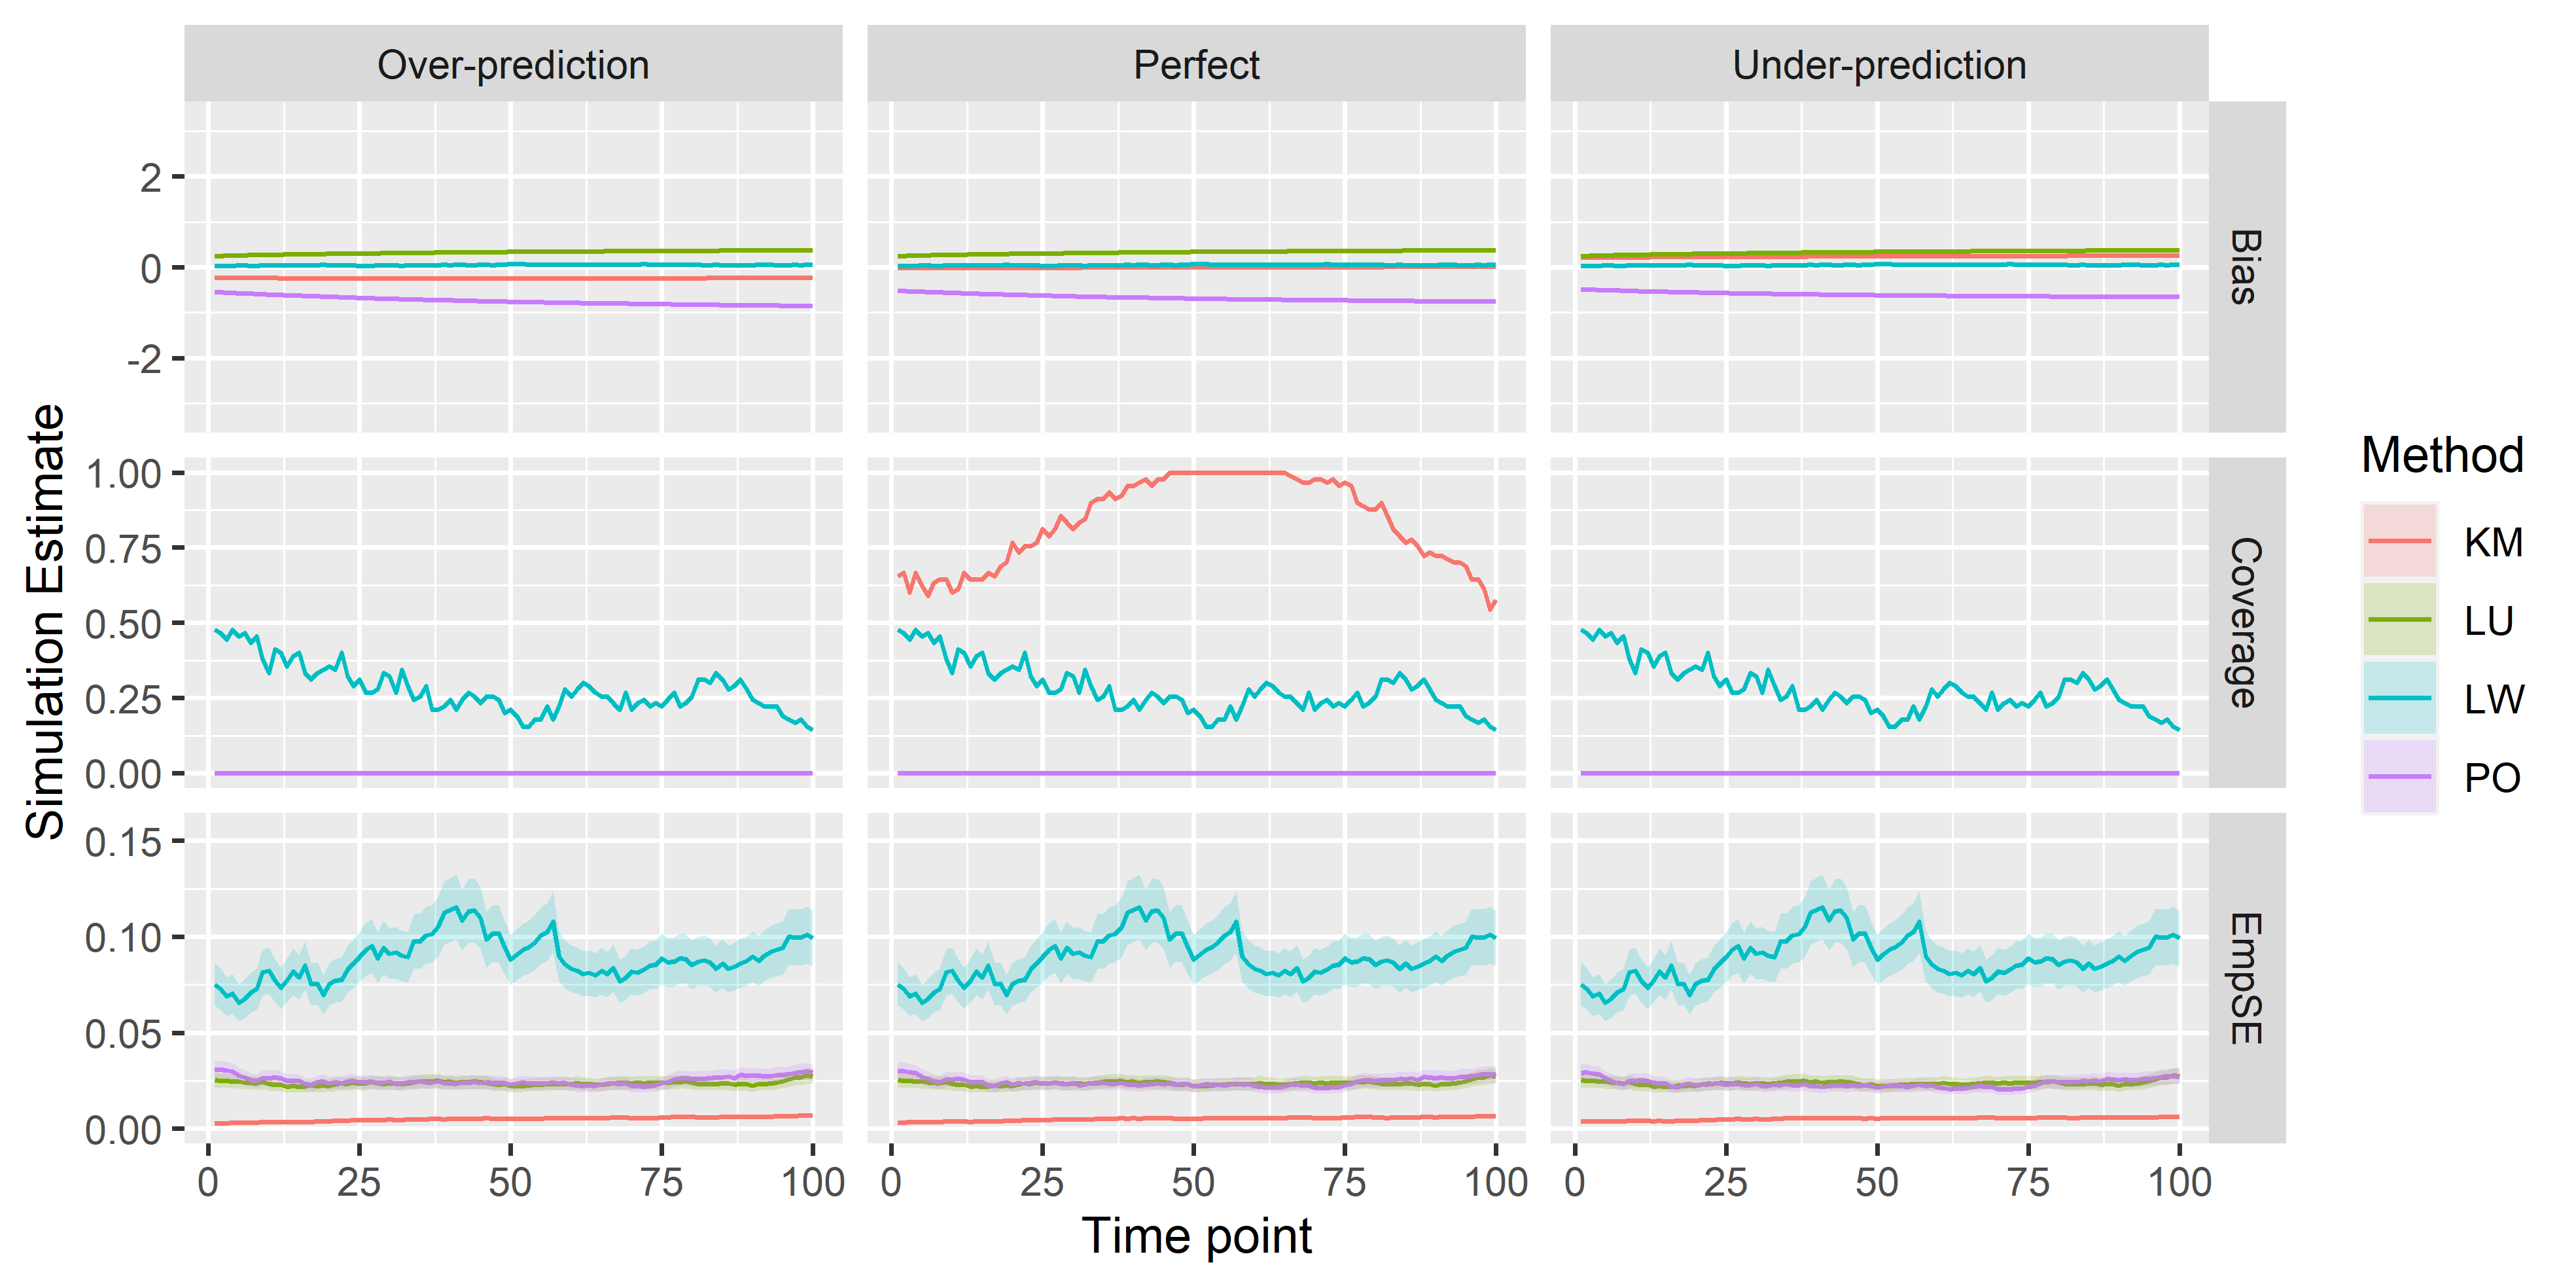 Over-prediction
Perfect
Under-prediction
2
0
-2
Bias
1.00
0.75
0.50
0.25
0.00
Coverage
0.15
0.10
0.05
0.00
EmpSE
0 25 50 75 100
0 25 50 75 100
0 25 50 75 100
Time point
Simulation Estimate
Method
KM
LU
LW
PO